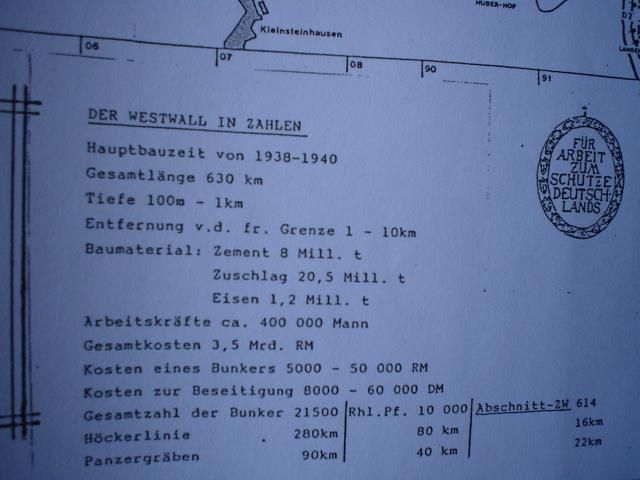 HUBER-HOF
Kleinsteinhausen
06
07
08
90
91
DER WESTWALL IN ZAHLEN
Hauptbauzeit von 1938-1940
Gesamtlänge 630 km
Tiefe 100m - 1km
Entfernung v.d. fr. Grenze 1 - 10km
Baumaterial: Zement 8 Mill. t
Zuschlag 20,5 Mill. t
Eisen 1,2 Mill. t
Arbeitskräfte ca. 400 000 Mann
Gesamtkosten 3,5 Mrd. RM
Kosten eines Bunkers 5000 - 50 000 RM
Kosten zur Beseitigung 8000 - 60 000 DM
Gesamtzahl der Bunker 21500 Rhl.Pf. 10 000 Abschnitt-ZW 614
Höckerlinie 280km 80 km 16km
Panzergräben 90km 40 km 22km
FÜR
ARBEIT
ZUM
SCHUTZE
DEUTSCH-
LANDS